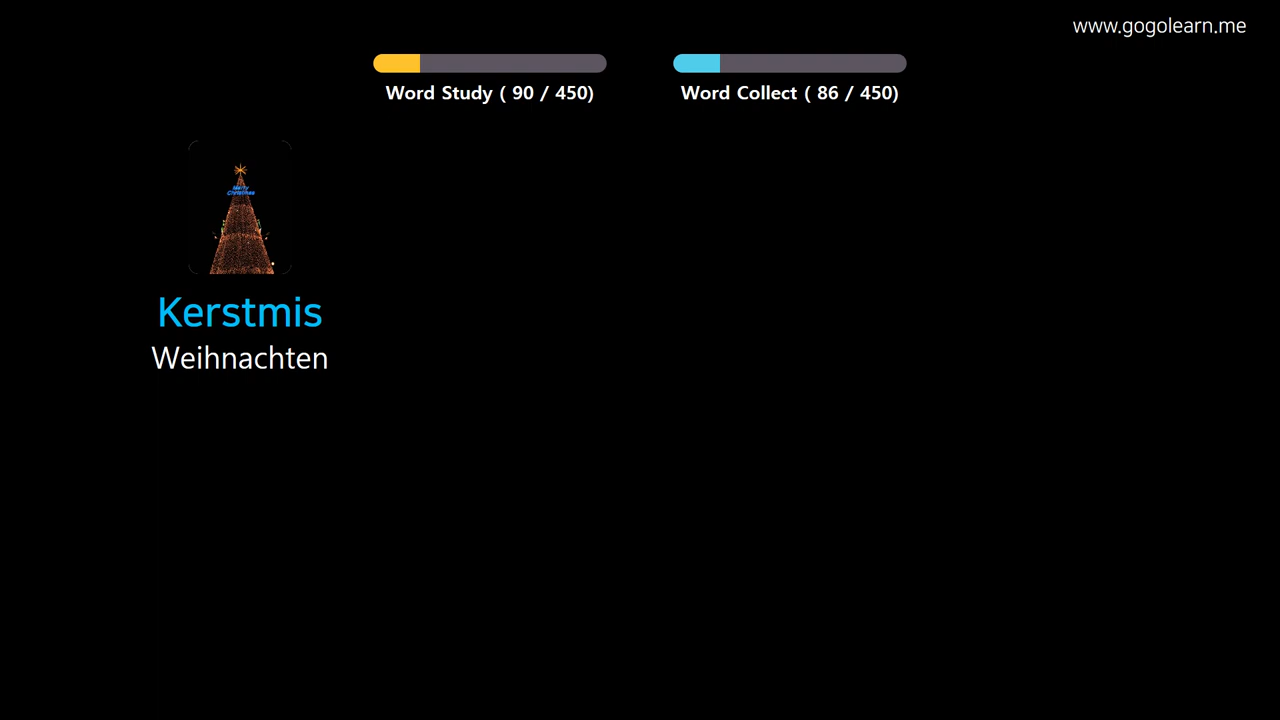 www.gogolearn.me
Word Study ( 90 / 450)
Word Collect ( 86 / 450)
Merry
Christmas
Kerstmis
Weihnachten